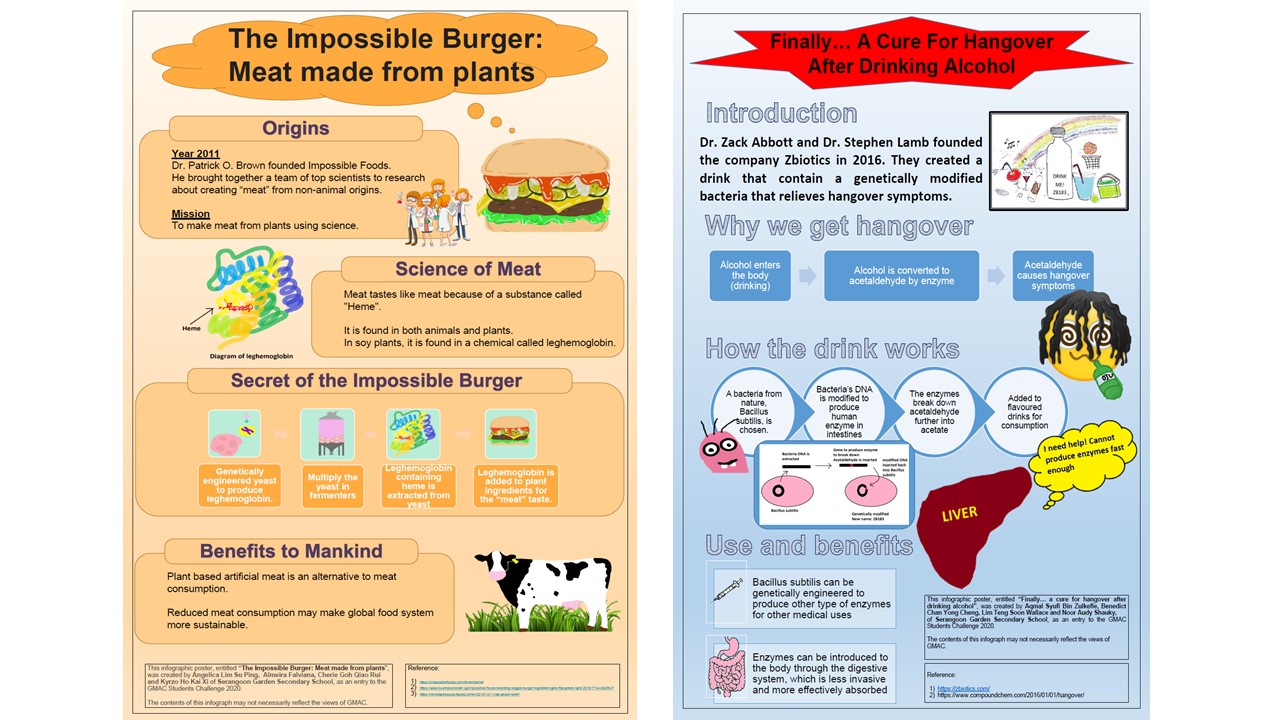 The Impossible Burger:
Meat made from plants
Origins
Year 2011
Dr. Patrick O. Brown founded Impossible Foods.
He brought together a team of top scientists to research
about creating “meat” from non-animal origins.
Mission
To make meat from plants using science.
Heme
Diagram of leghemoglobin
Science of Meat
Meat tastes like meat because of a substance called
"Heme".
It is found in both animals and plants.
In soy plants, it is found in a chemical called leghemoglobin.
Secret of the Impossible Burger
Genetically
engineered yeast
to produce
leghemoglobin.
Multiply the
yeast in
fermenters
Leghemoglobin
containing
heme is
extracted from
yeast
Leghemoglobin is
added to plant
ingredients for
the “meat” taste.
Benefits to Mankind
Plant based artificial meat is an alternative to meat
consumption.
Reduced meat consumption may make global food system
more sustainable.
This infographic poster, entitled “The Impossible Burger: Meat made from plants”,
was created by Angelica Lim Su Ping, Almeira Faiviana, Cherie Goh Qiao Rui
and Kyrzo Ho Kai Xi of Serangoon Garden Secondary School, as an entry to the
GMAC Students Challenge 2020.
The contents of this infograph may not necessarily reflect the views of GMAC.
Reference:
1)
2)
3)
Finally... A Cure For Hangover
After Drinking Alcohol
Introduction
Dr. Zack Abbott and Dr. Stephen Lamb founded
the company Zbiotics in 2016. They created a
drink that contain a genetically modified
bacteria that relieves hangover symptoms.
DRINK
ME!
ZB183
Why we get hangover
Alcohol enters
the body
(drinking)
Alcohol is converted to
acetaldehyde by enzyme
Acetaldehyde
causes hangover
symptoms
How the drink works
A bacteria from
nature,
Bacillus
subtilis, is
chosen.
Bacteria's DNA
is modified to
produce
human
enzyme in
intestines
The enzymes
break down
acetaldehyde
further into
acetate
Added to
flavoured
drinks for
consumption
Bacteria DNA is
extracted
Gene to produce enzyme
to break down
Acetaldehyde is inserted
modified DNA
injected back
into Bacillus
subtilis
Bacillus subtilis
Genetically modified
New name: ZB183
I need help! Cannot
produce enzymes fast
enough
LIVER
Use and benefits
Bacillus subtilis can be
genetically engineered to
produce other type of enzymes
for other medical uses
Enzymes can be introduced to
the body through the digestive
system, which is less invasive
and more effectively absorbed
This infographic poster, entitled “Finally... a cure for hangover after
drinking alcohol”, was created by Aqmal Syufi Bin Zulkefle, Benedict
Chan Yong Cheng, Lim Teng Soon Wallace and Noor Audy Shauky,
of Serangoon Garden Secondary School, as an entry to the GMAC
Students Challenge 2020.
The contents of this infograph may not necessarily reflect the views of
GMAC.
Reference:
1) https://zbiotics.com/
2) https://www.compoundchem.com/2016/01/01/hangover/